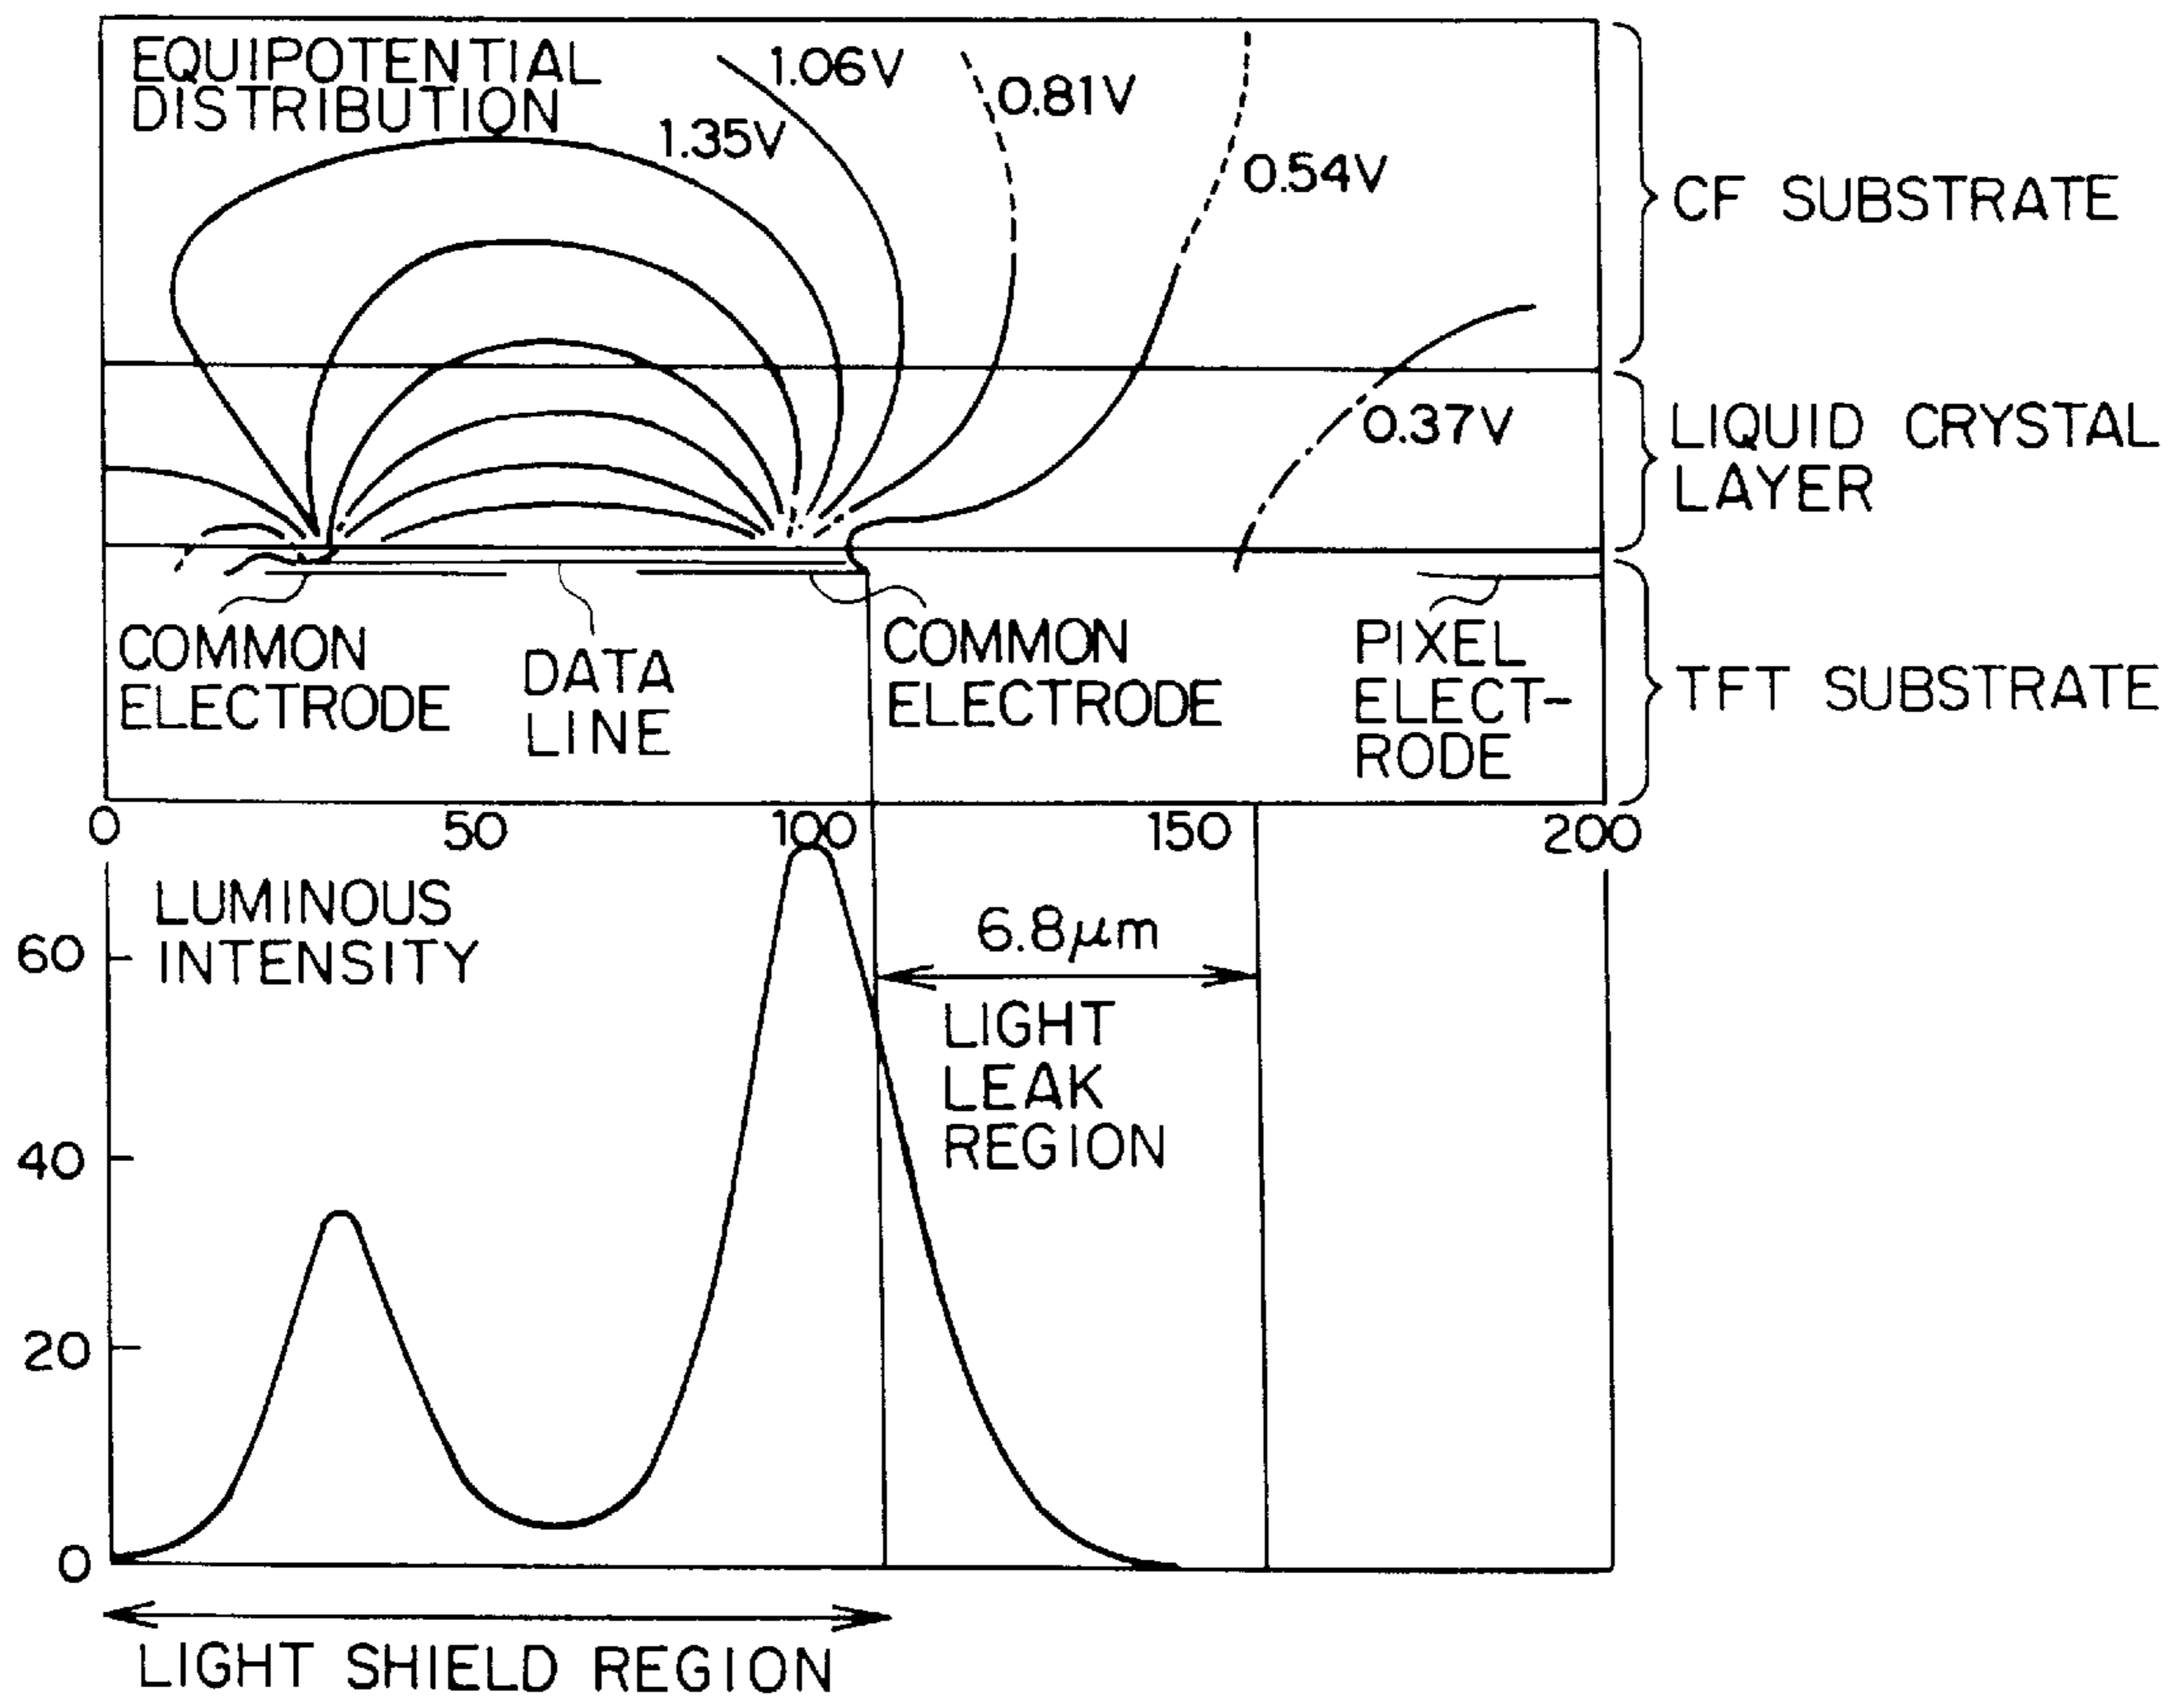 EQUIPOTENTIAL
DISTRIBUTION
1.06V
0.81V
1.35V
0.54V
CF SUBSTRATE
0.37V
LIQUID CRYSTAL
LAYER
COMMON
ELECTRODE
DATA
LINE
COMMON
ELECTRODE
PIXEL
ELECT-
RODE
TFT SUBSTRATE
0 50 100 150 200
LUMINOUS
INTENSITY
60
40
20
0
6.8μm
LIGHT
LEAK
REGION
LIGHT SHIELD REGION